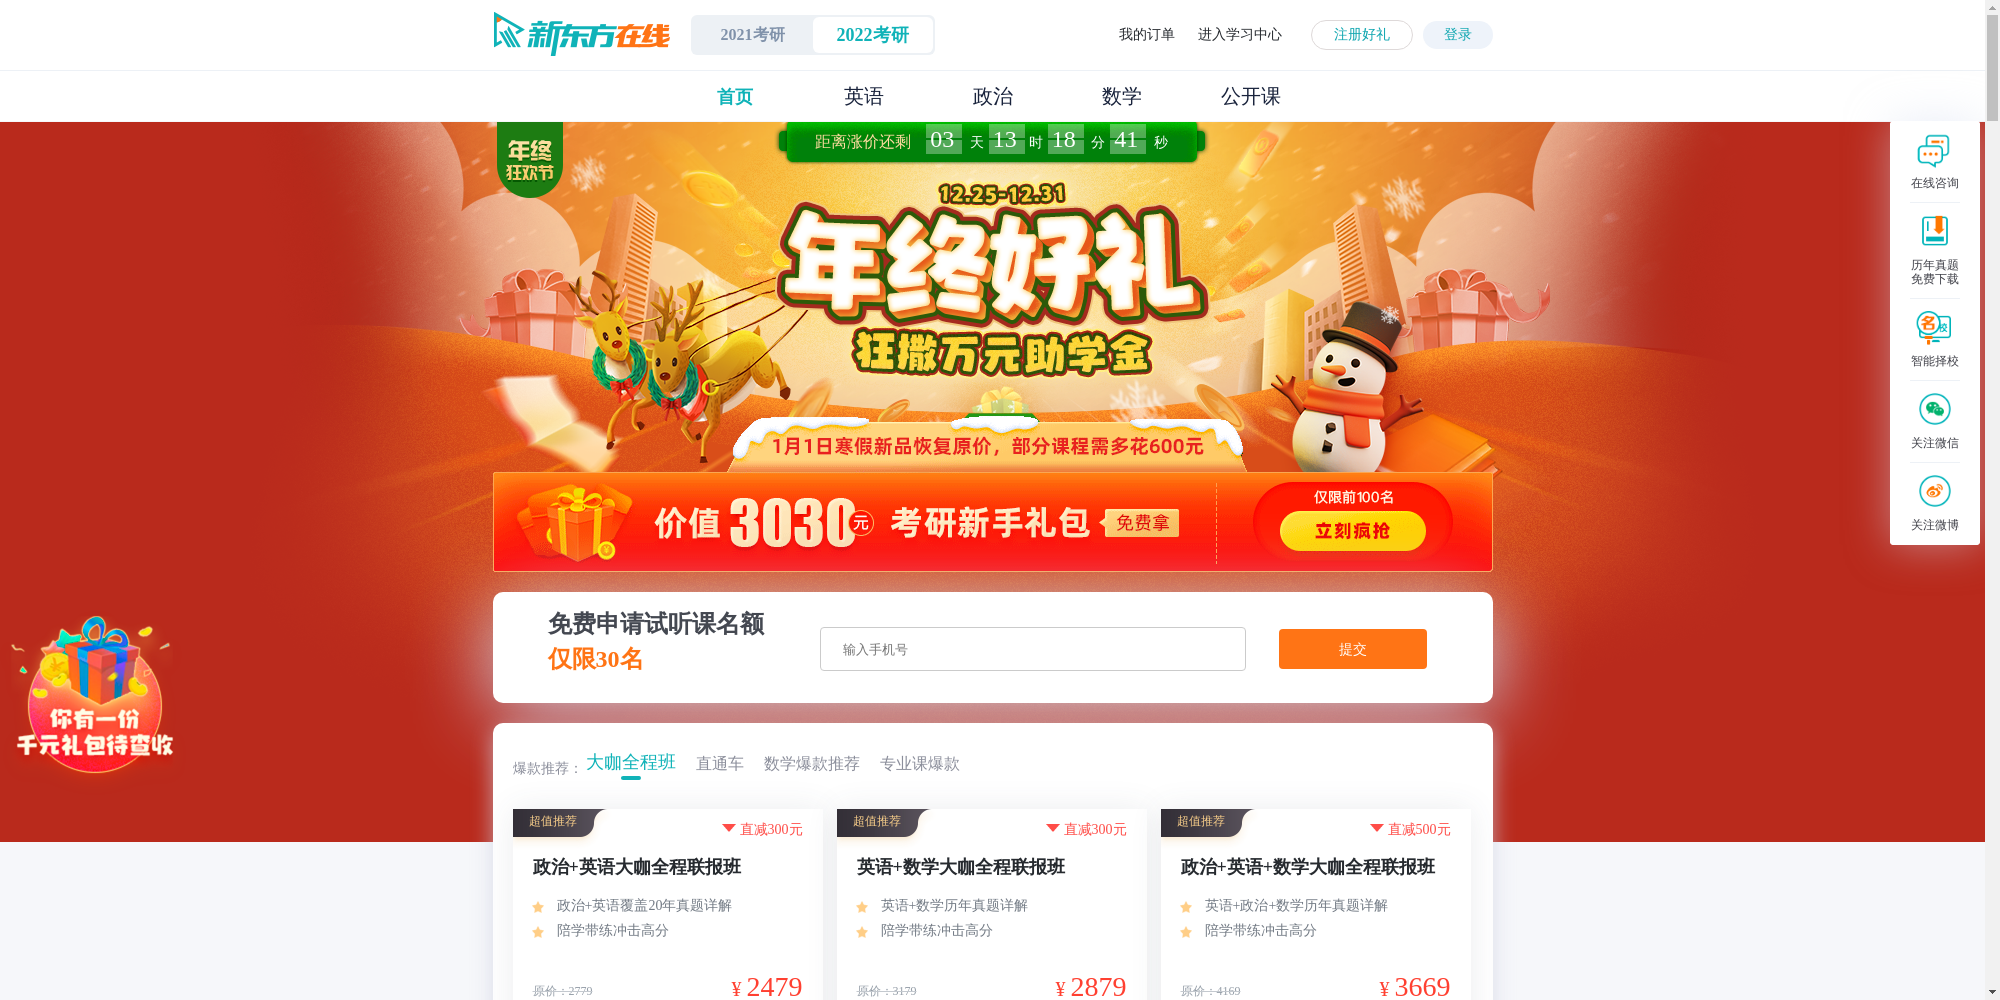 新东方在线
2021考研
2022考研
我的订单
进入学习中心
注册好礼
登录
首页
英语
政治
数学
公开课
年终
狂欢节
距离涨价还剩 03 天 13 时 18 分 41 秒
12.25-12.31
年终好礼
狂撒万元助学金
1月1日寒假新品恢复原价，部分课程需多花600元
价值3030元 考研新手礼包 免费拿
仅限前100名
立刻疯抢
免费申请试听课名额
仅限30名
输入手机号
提交
你有一份
千元礼包待查收
在线咨询
历年真题
免费下载
名 校
智能择校
关注微信
关注微博
爆款推荐：
大咖全程班
直通车
数学爆款推荐
专业课爆款
超值推荐
直减300元
政治+英语大咖全程联报班
政治+英语覆盖20年真题详解
陪学带练冲击高分
原价：2779
¥ 2479
超值推荐
直减300元
英语+数学大咖全程联报班
英语+数学历年真题详解
陪学带练冲击高分
原价：3179
¥ 2879
超值推荐
直减500元
政治+英语+数学大咖全程联报班
英语+政治+数学历年真题详解
陪学带练冲击高分
原价：4169
¥ 3669